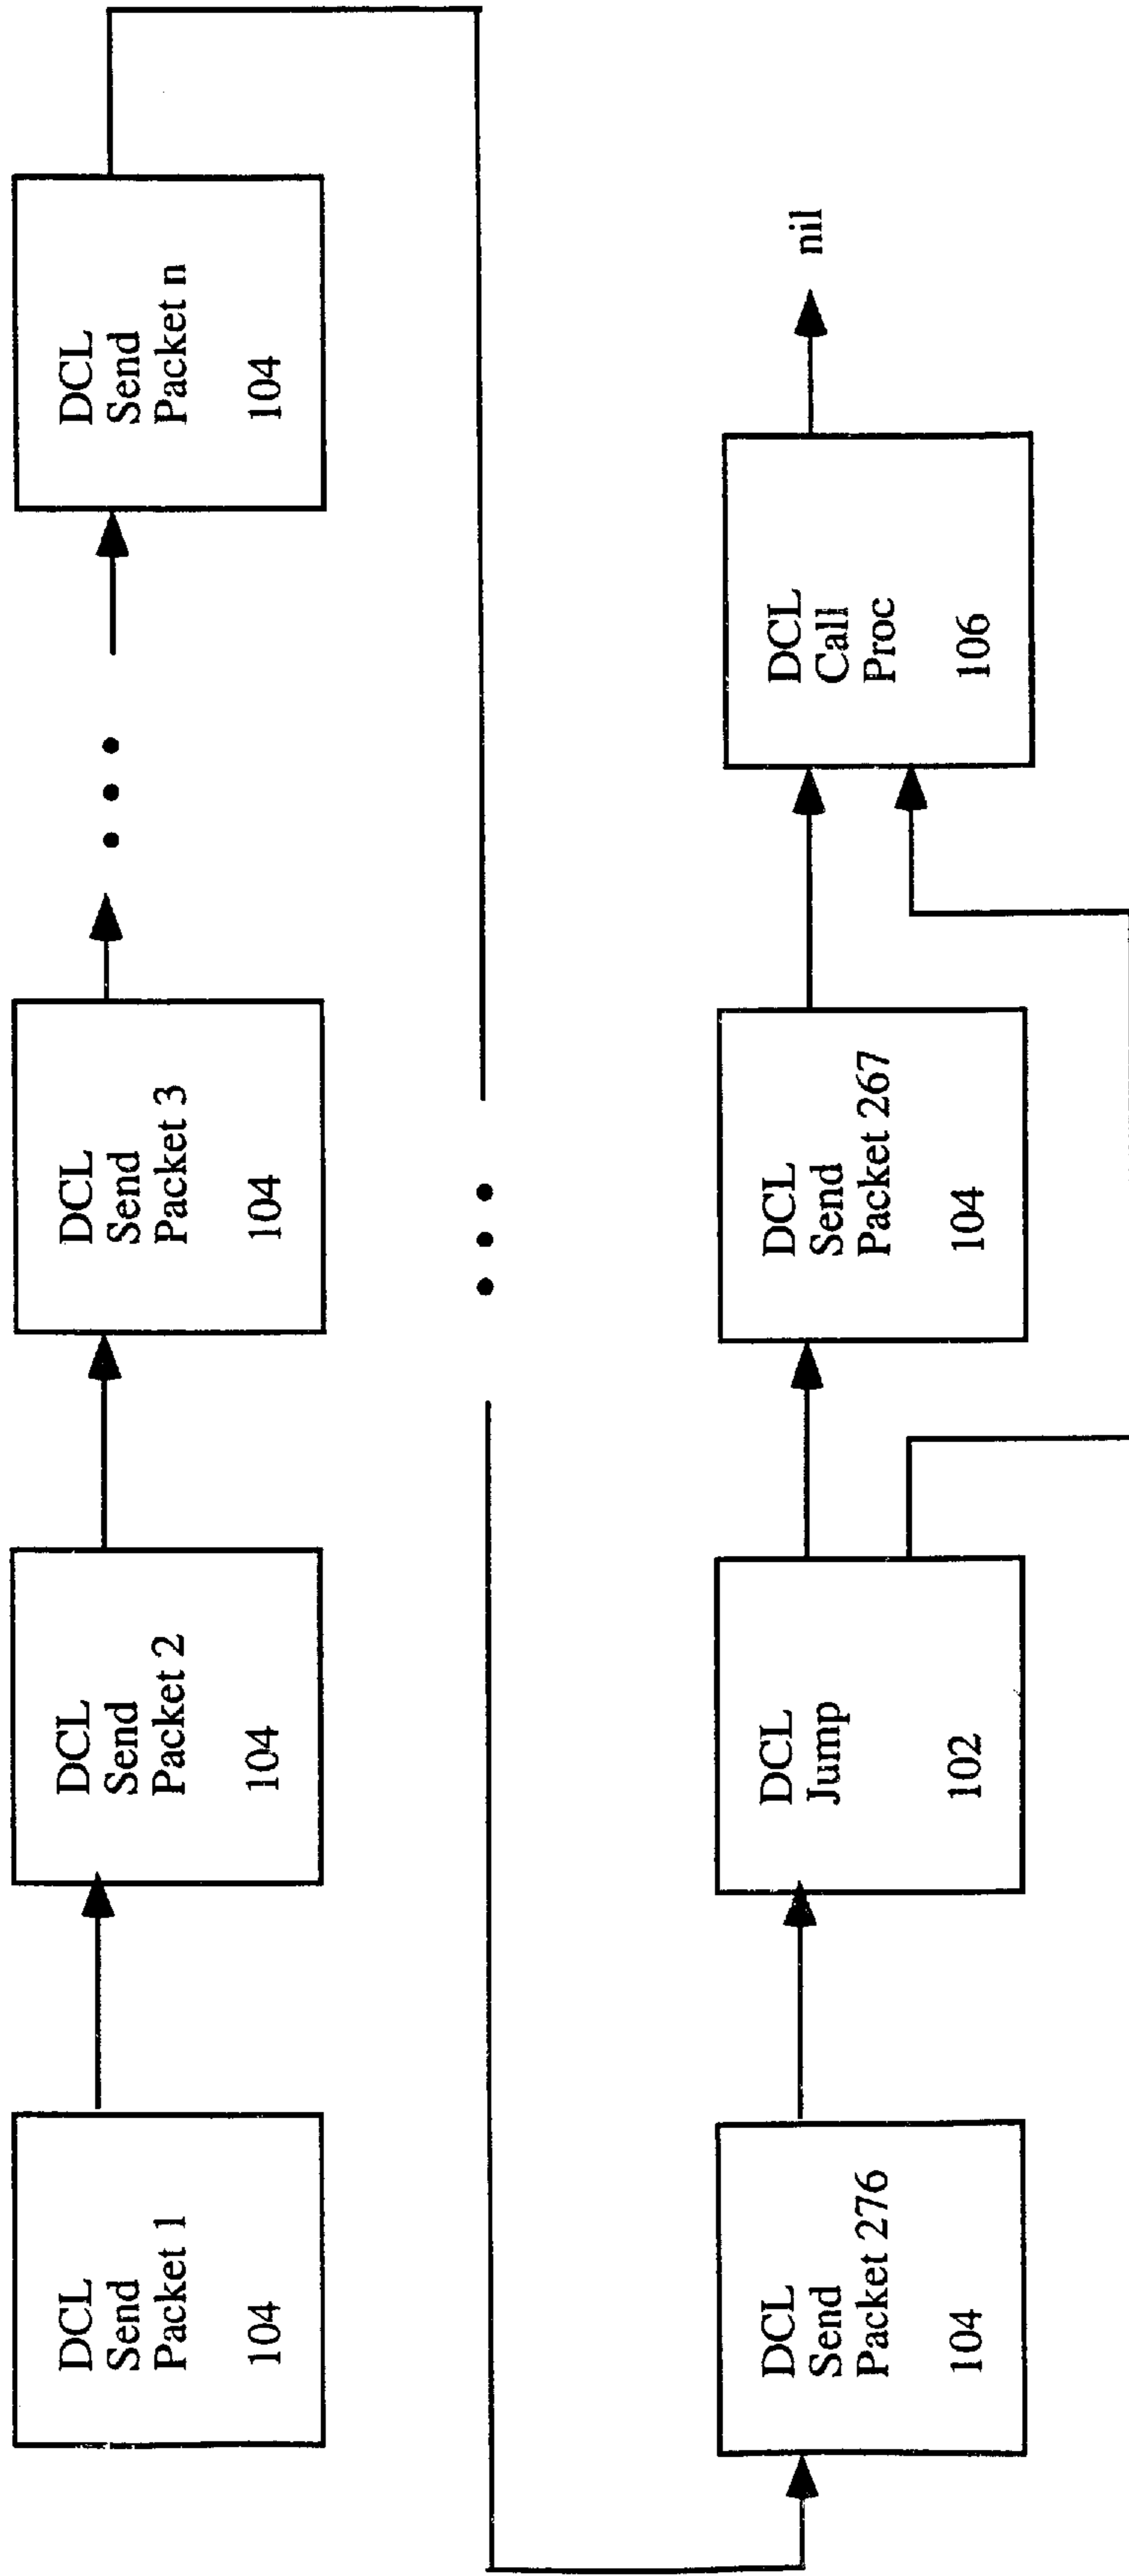 DCL
Send
Packet 1
104
DCL
Send
Packet 2
104
DCL
Send
Packet 3
104
DCL
Send
Packet n
104
DCL
Send
Packet 276
104
DCL
Jump
102
DCL
Send
Packet 267
104
DCL
Call
Proc
106
nil